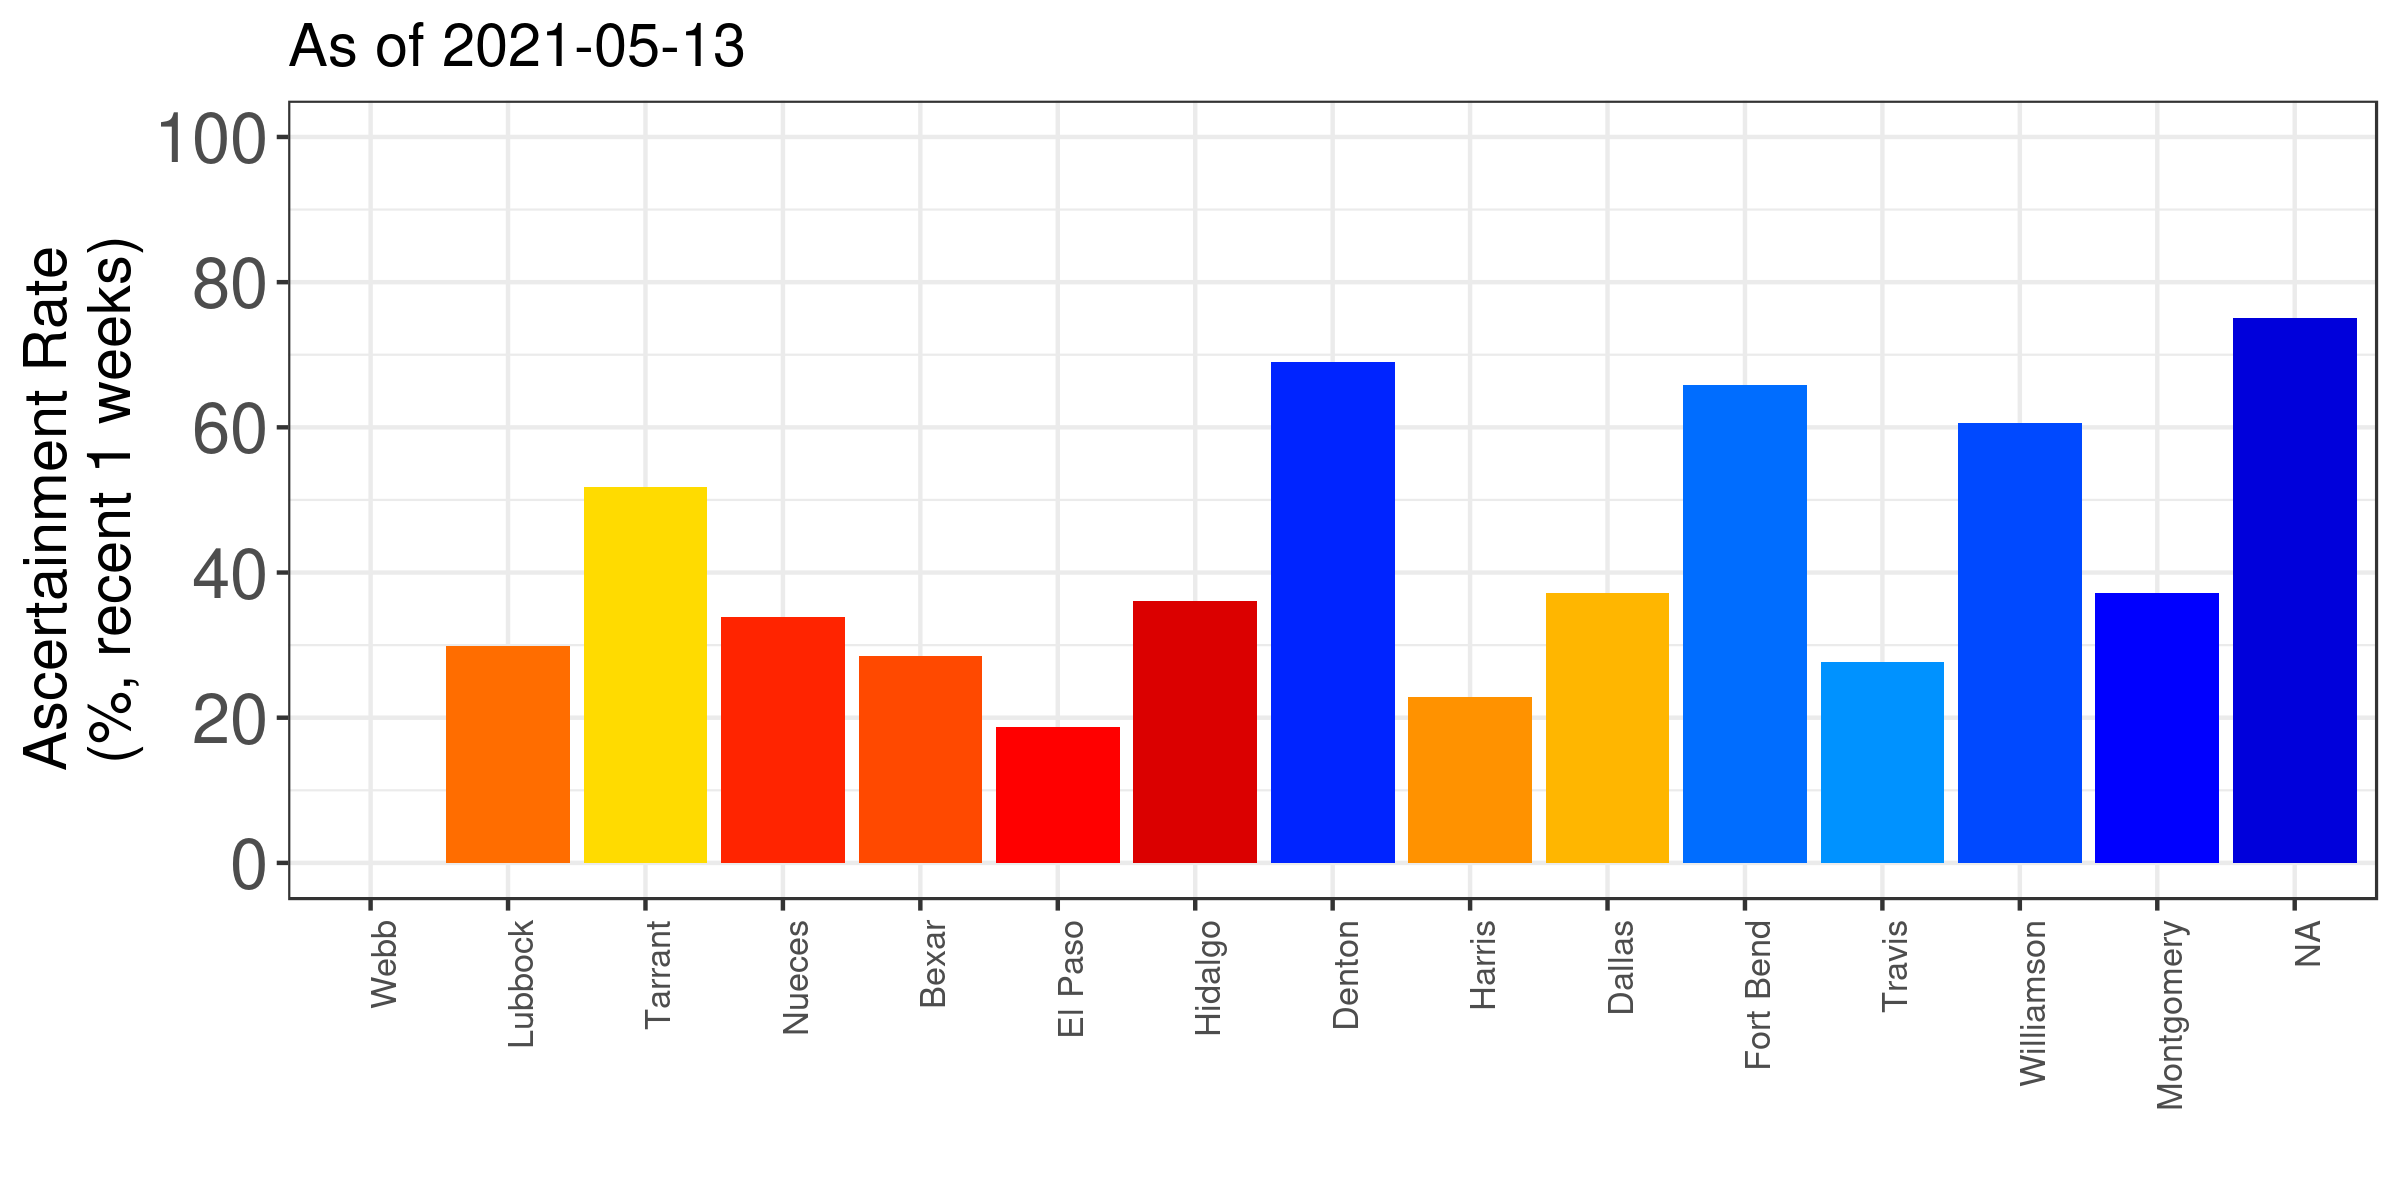 As of 2021-05-13
Ascertainment Rate
(%, recent 1 weeks)
100
80
60
40
20
0
Webb
Lubbock
Tarrant
Nueces
Bexar
El Paso
Hidalgo
Denton
Harris
Dallas
Fort Bend
Travis
Williamson
Montgomery
NA